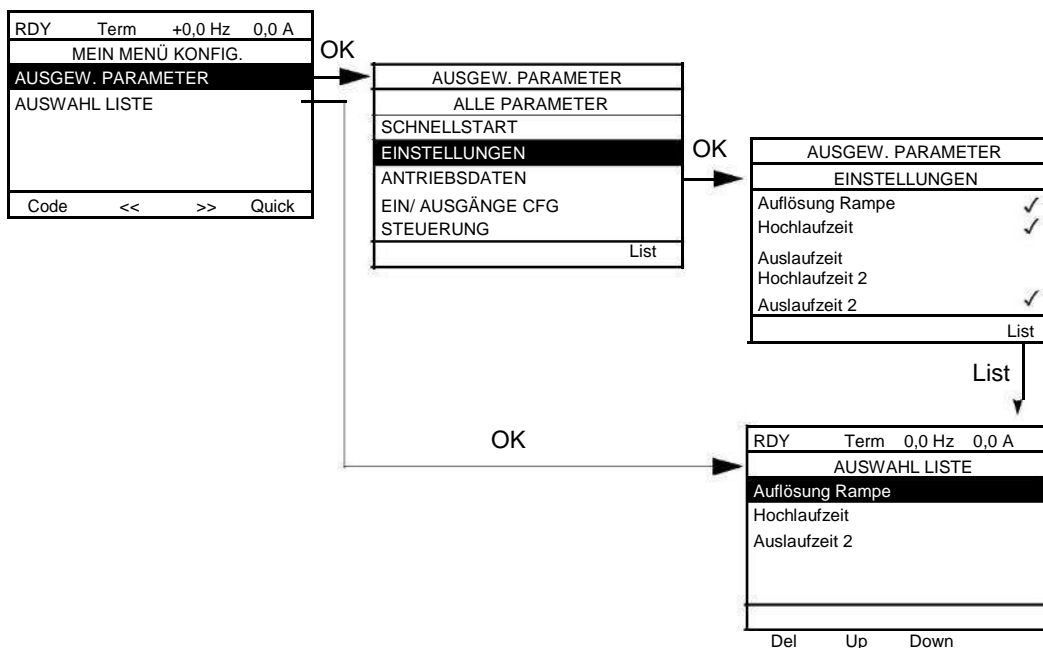 RDY Term +0,0 Hz 0,0 A
MEIN MENÜ KONFIG.
AUSGEW. PARAMETER
AUSWAHL LISTE
Code << >> Quick
OK
AUSGEW. PARAMETER
ALLE PARAMETER
SCHNELLSTART
EINSTELLUNGEN
ANTRIEBSDATEN
EIN/ AUSGÄNGE CFG
STEUERUNG
List
OK
AUSGEW. PARAMETER
EINSTELLUNGEN
Auflösung Rampe ✓
Hochlaufzeit ✓
Auslaufzeit
Hochlaufzeit 2
Auslaufzeit 2 ✓
List
List
OK
RDY Term 0,0 Hz 0,0 A
AUSWAHL LISTE
Auflösung Rampe
Hochlaufzeit
Auslaufzeit 2
Del Up Down